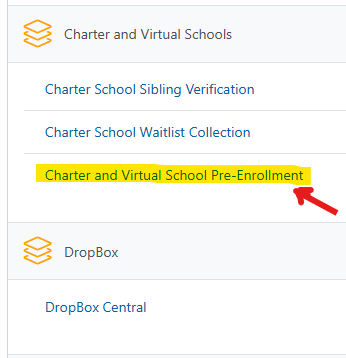 Charter and Virtual Schools
Charter School Sibling Verification
Charter School Waitlist Collection
Charter and Virtual School Pre-Enrollment
DropBox
DropBox Central